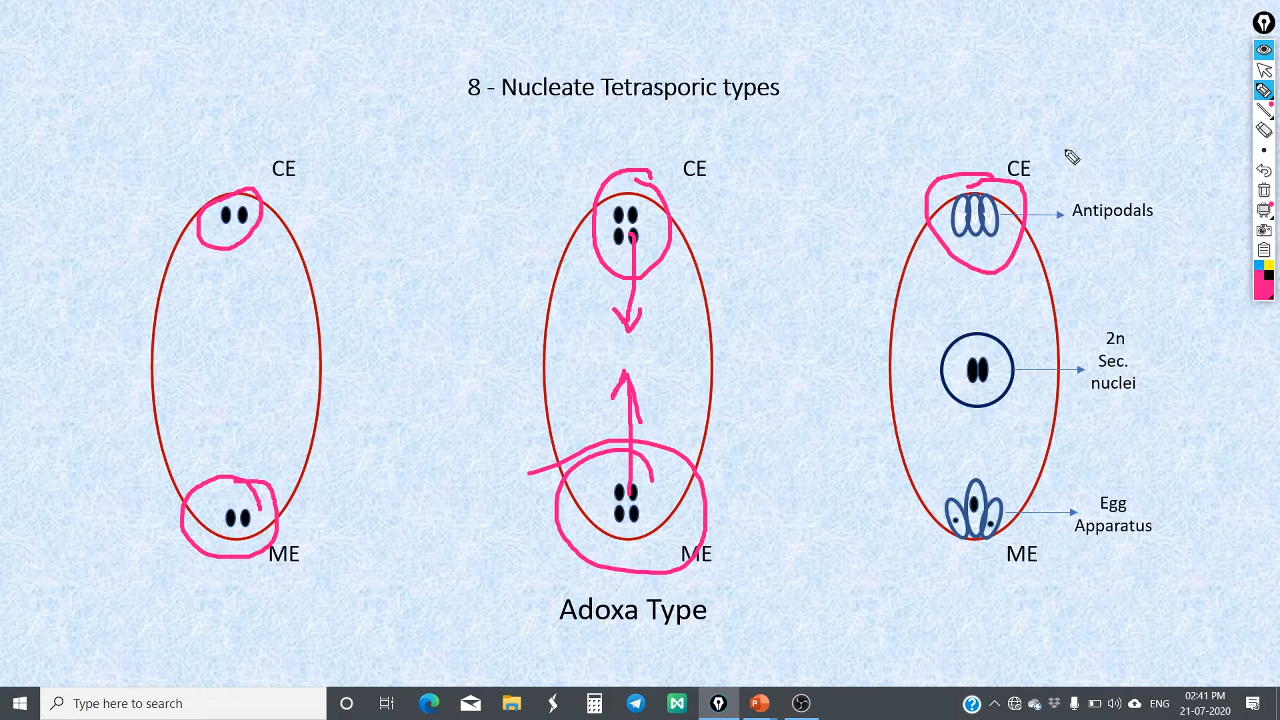 8 - Nucleate Tetrasporic types
CE
CE
CE
Antipodals
2n
Sec.
nuclei
Egg
Apparatus
ME
ME
ME
Adoxa Type
Type here to search
ENG
02:41 PM
21-07-2020